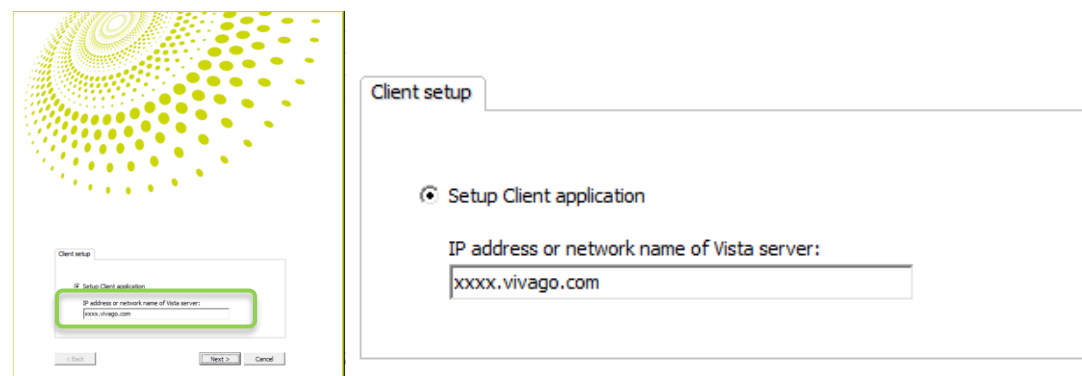 Client setup
Setup Client application
IP address or network name of Vista server:
xxxx.vivago.com
< Back
Next >
Cancel
Client setup
Setup Client application
IP address or network name of Vista server:
xxxx.vivago.com